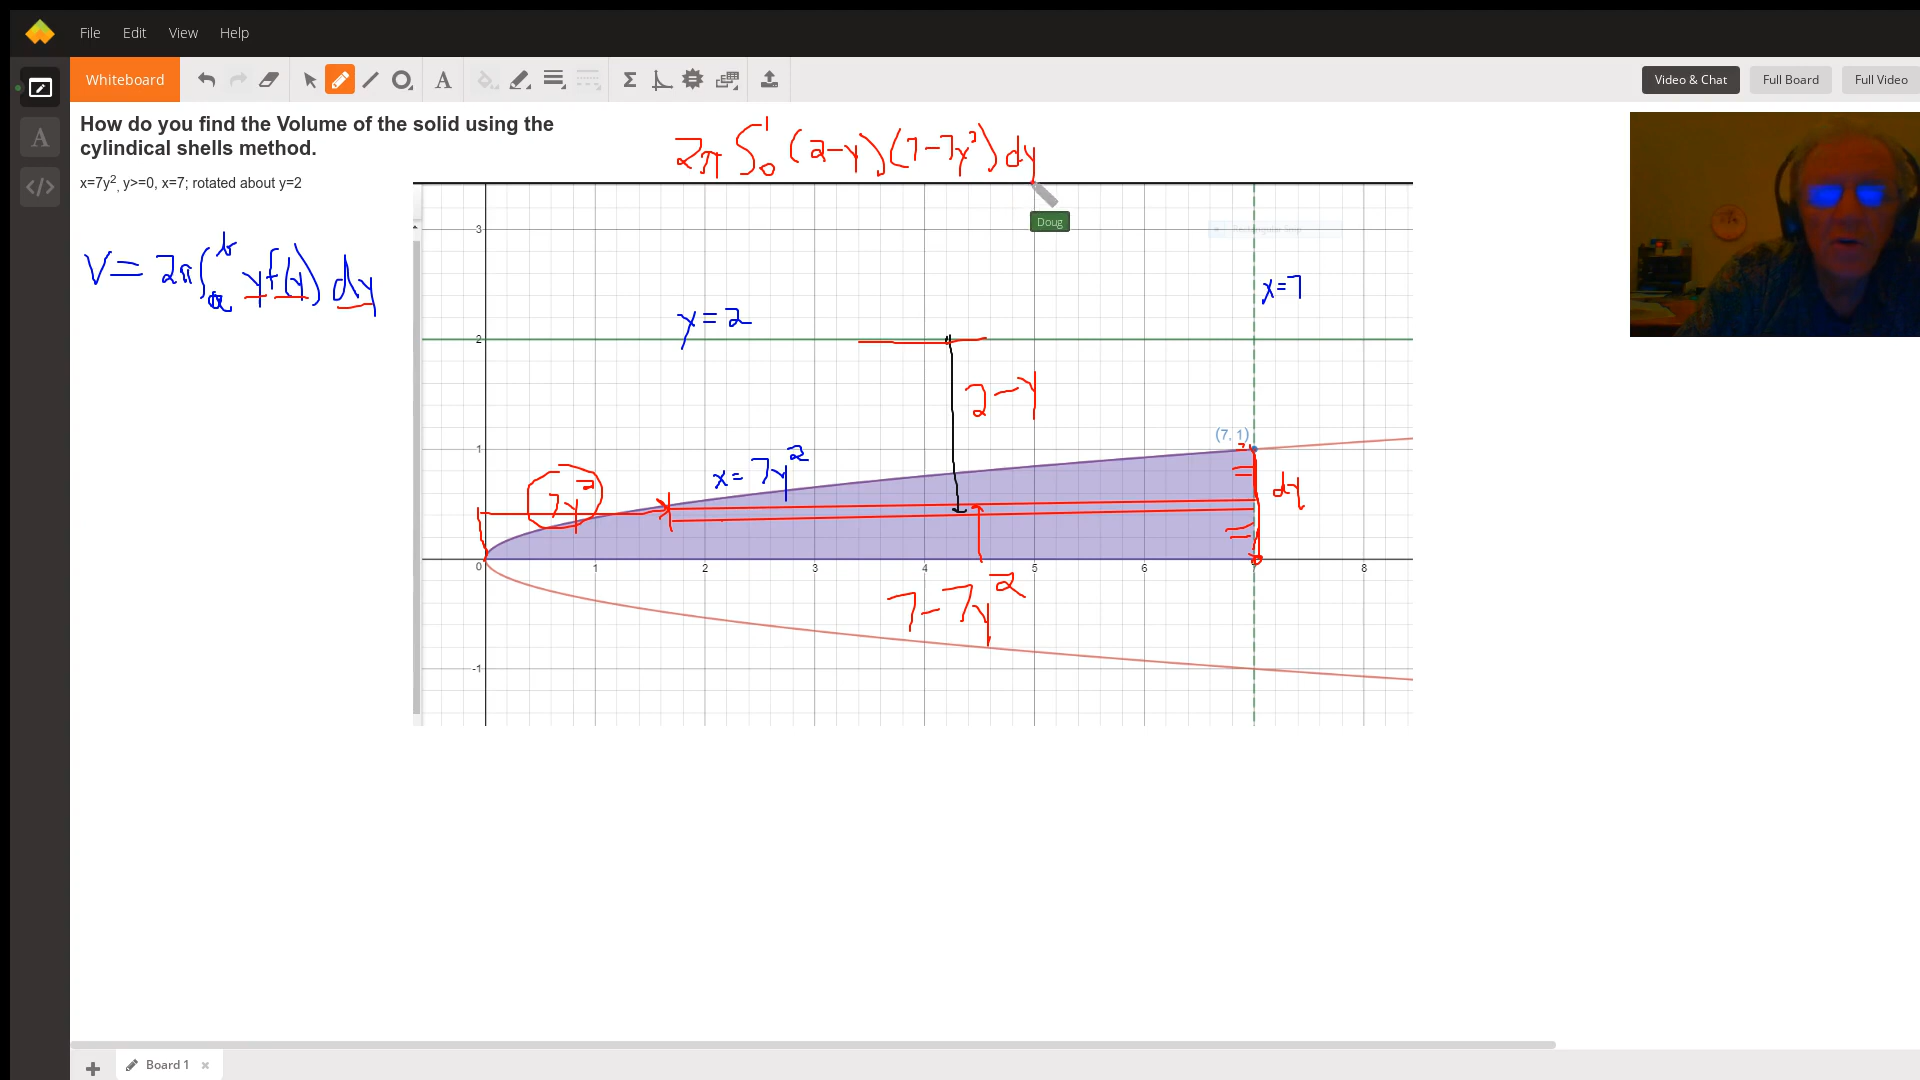 File Edit View Help
Whiteboard A Σ Video & Chat Full Board Full Video
How do you find the Volume of the solid using the
cylindical shells method.
x=7y², y>=0, x=7; rotated about y=2
2π ∫₀¹ (2-y)(7-7y²) dy
Doug
V= 2π ∫ₐᵇ y f(y) dy
x=7
y=2
2-y
(7, 1)
x= 7y²
7y²
dy
7-7y²
3
2
1
0 1 2 3 4 5 6 7 8
-1
Board 1